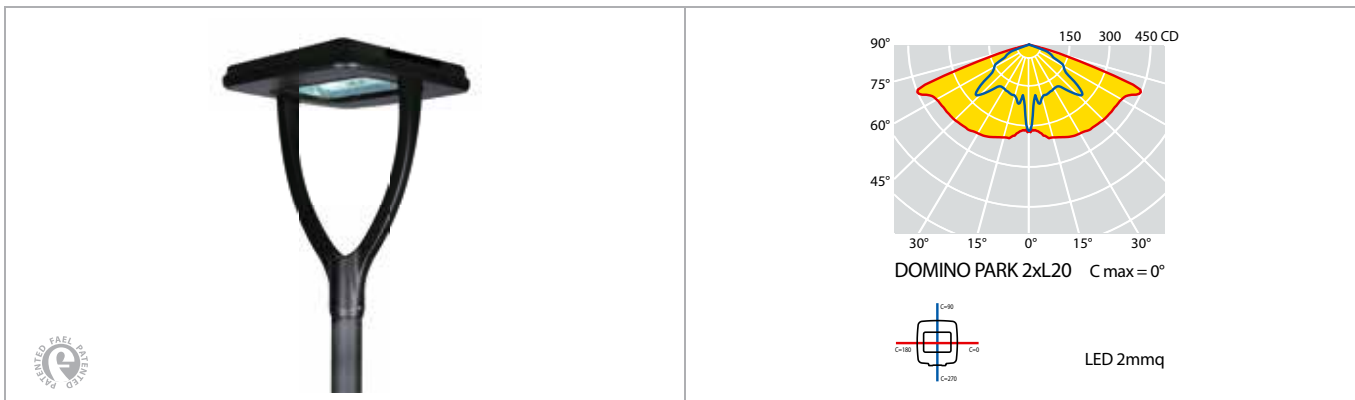 PATENTED FAEL PATENTED
90° 150 300 450 CD
75°
60°
45°
30° 15° 0° 15° 30°
DOMINO PARK 2xL20 C max = 0°
C=90
C=180 C=0
C=270
LED 2mmq